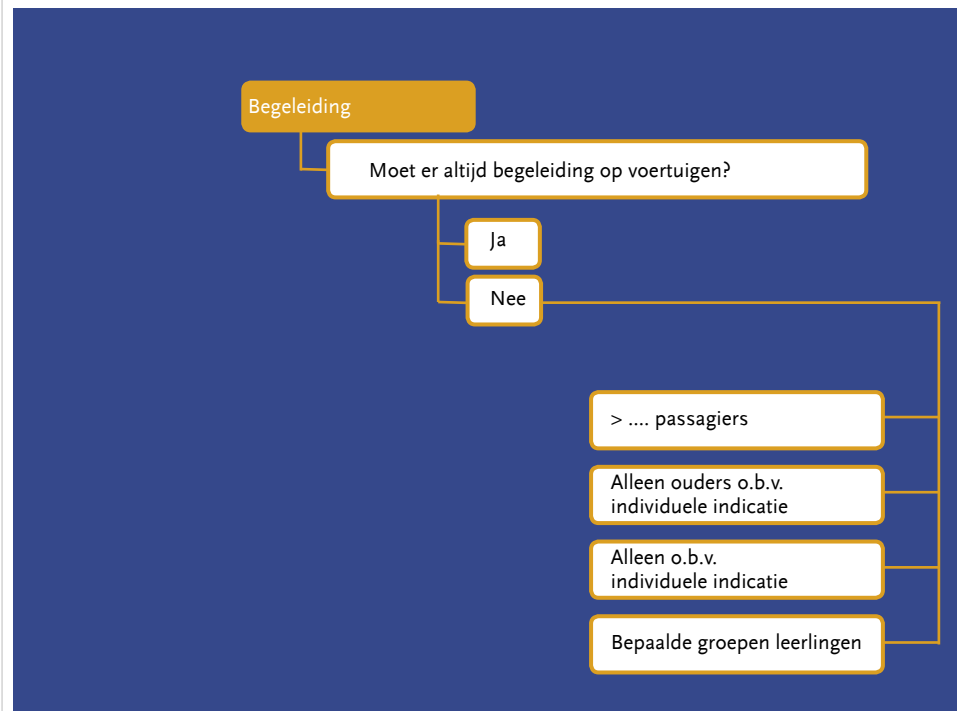 Begeleiding
Moet er altijd begeleiding op voertuigen?
Ja
Nee
> .... passagiers
Alleen ouders o.b.v.
individuele indicatie
Alleen o.b.v.
individuele indicatie
Bepaalde groepen leerlingen